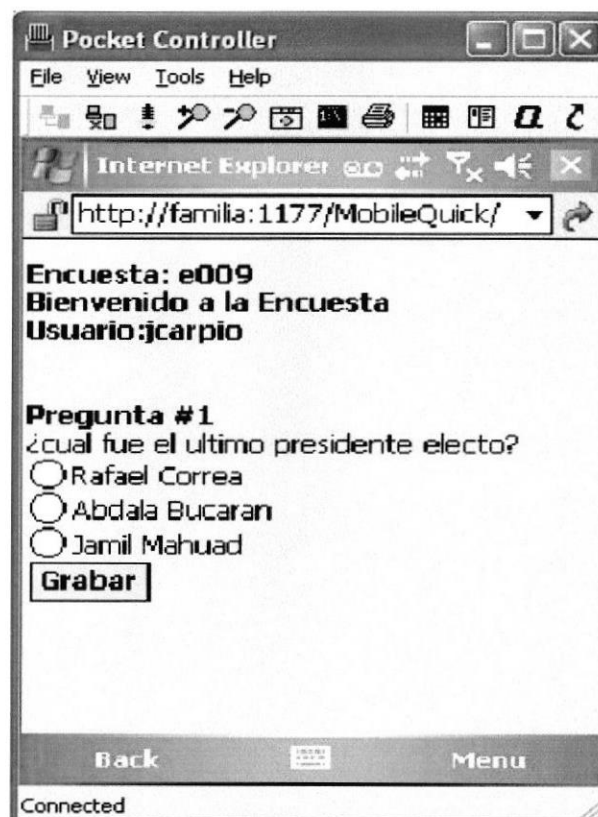 Pocket Controller
File View Tools Help
Internet Explorer
http://familia:1177/MobileQuick/
Encuesta: e009
Bienvenido a la Encuesta
Usuario:jcarpio
Pregunta #1
¿cual fue el ultimo presidente electo?
Rafael Correa
Abdala Bucaran
Jamil Mahuad
Grabar
Back Menu
Connected